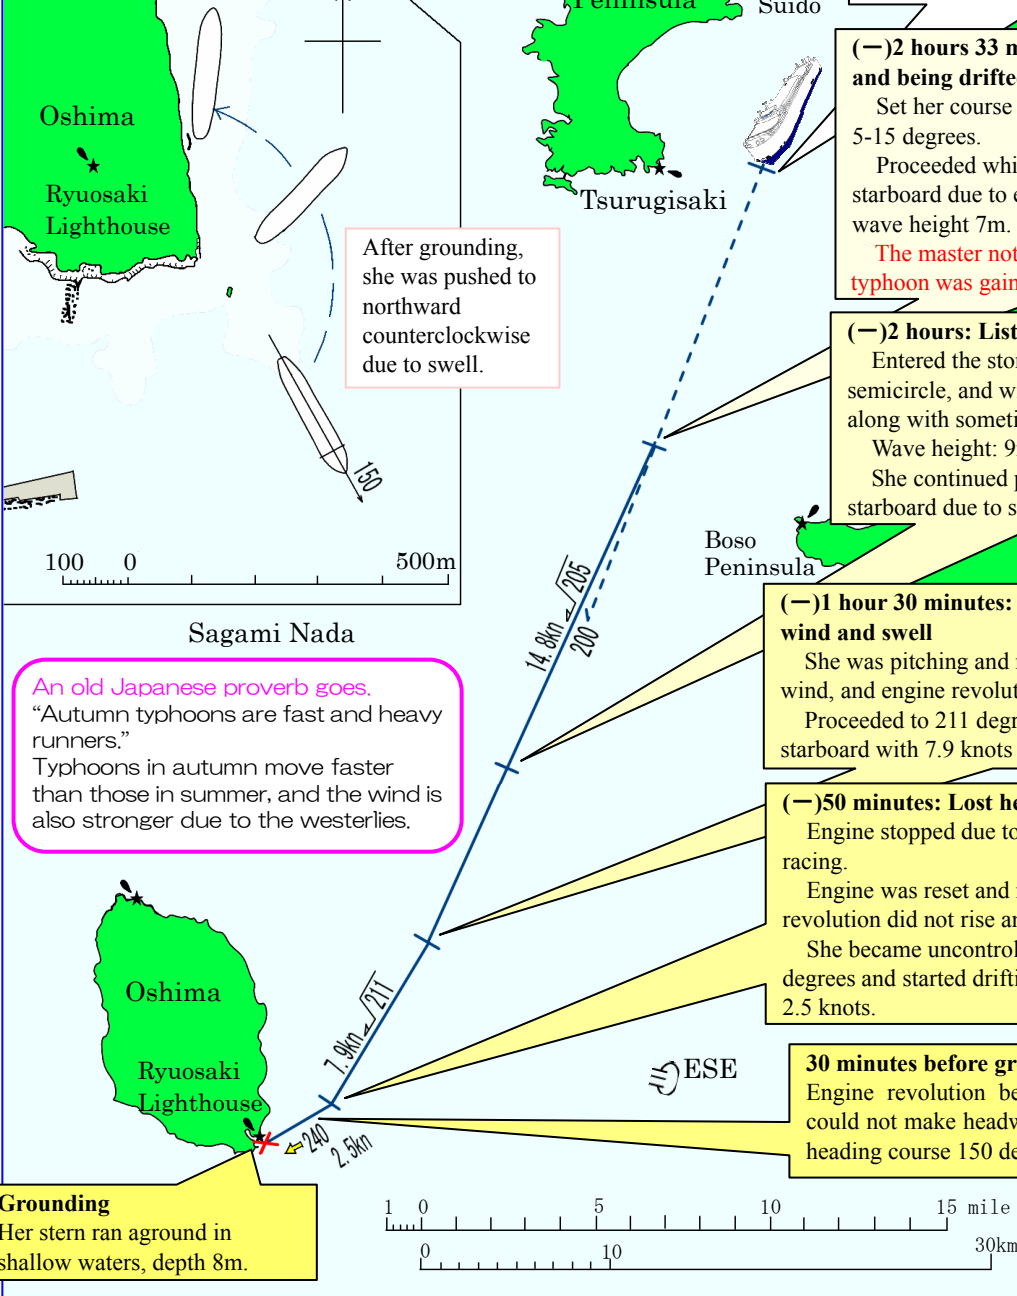 Peninsula
Suido
Oshima
Ryuosaki
Lighthouse
Tsurugisaki
After grounding,
she was pushed to
northward
counterclockwise
due to swell.
150
100 0 500m
Sagami Nada
An old Japanese proverb goes.
“Autumn typhoons are fast and heavy
runners.”
Typhoons in autumn move faster
than those in summer, and the wind is
also stronger due to the westerlies.
(－)2 hours 33 m
and being drifte
Set her course
5-15 degrees.
Proceeded whi
starboard due to e
wave height 7m.
The master not
typhoon was gain
(－)2 hours: List
Entered the stor
semicircle, and w
along with someti
Wave height: 9
She continued p
starboard due to s
Boso
Peninsula
14.8kn 205
200
(－)1 hour 30 minutes:
wind and swell
She was pitching and r
wind, and engine revolut
Proceeded to 211 degr
starboard with 7.9 knots
(－)50 minutes: Lost he
Engine stopped due to
racing.
Engine was reset and r
revolution did not rise an
She became uncontrol
degrees and started drifti
2.5 knots.
7.9kn 211
Oshima
Ryuosaki
Lighthouse
ESE
240
2.5kn
30 minutes before gr
Engine revolution be
could not make headw
heading course 150 de
Grounding
Her stern ran aground in
shallow waters, depth 8m.
1 0 5 10 15 mile
0 10 30km